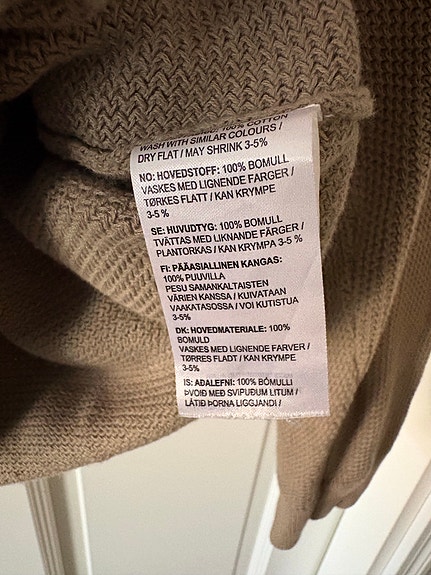 100% COTTON
WASH WITH SIMILAR COLOURS /
DRY FLAT / MAY SHRINK 3-5%
NO: HOVEDSTOFF: 100% BOMULL
VASKES MED LIGNENDE FARGER /
TØRKES FLATT / KAN KRYMPE
3-5 %
SE: HUVUDTYG: 100% BOMULL
TVÄTTAS MED LIKNANDE FÄRGER /
PLANTORKAS / KAN KRYMPA 3-5 %
FI: PÄÄASIALLINEN KANGAS:
100% PUUVILLA
PESU SAMANKALTAISTEN
VÄRIEN KANSSA / KUIVATAAN
VAAKATASOSSA / VOI KUTISTUA
3-5%
DK: HOVEDMATERIALE: 100%
BOMULD
VASKES MED LIGNENDE FARVER /
TØRRES FLADT / KAN KRYMPE
3-5%
IS: AÐALEFNI: 100% BÓMULLI
ÞVOIÐ MEÐ SVIPUÐUM LITUM /
LÁTIÐ ÞORNA LIGGJANDI /